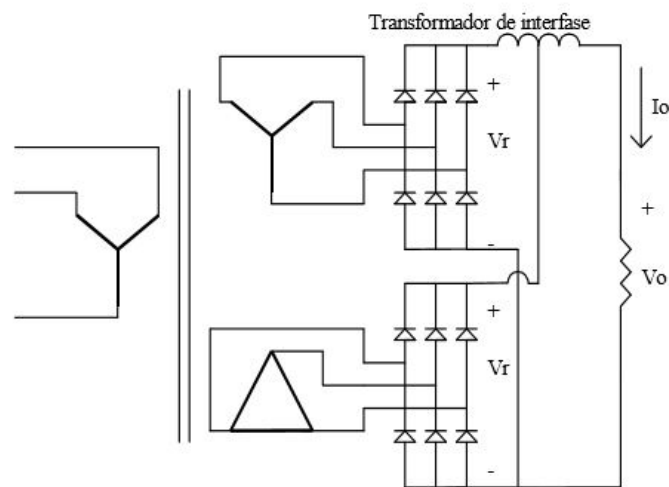 Transformador de interfase
+
Vr
-
Io
+
Vo
+
Vr
-